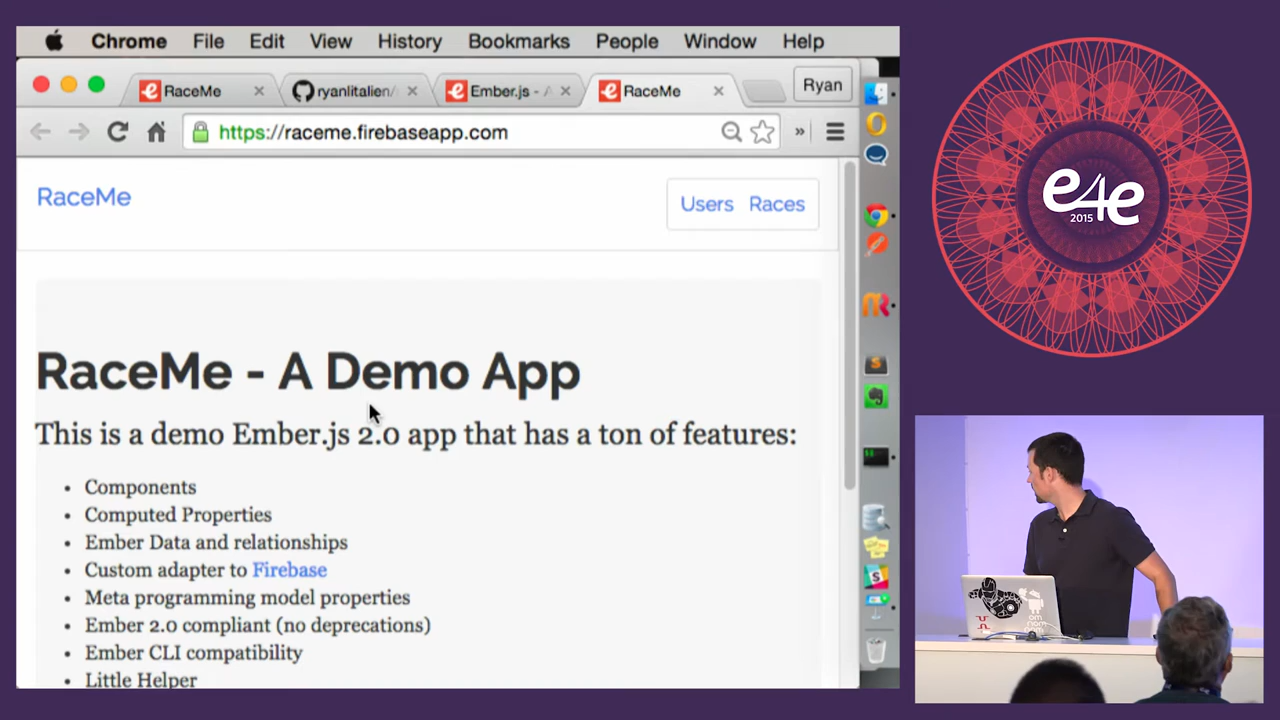 Chrome File Edit View History Bookmarks People Window Help
RaceMe ryanlitalien/ Ember.js - RaceMe Ryan
https://raceme.firebaseapp.com
RaceMe
Users Races
RaceMe - A Demo App
This is a demo Ember.js 2.0 app that has a ton of features:
Components
Computed Properties
Ember Data and relationships
Custom adapter to Firebase
Meta programming model properties
Ember 2.0 compliant (no deprecations)
Ember CLI compatibility
Little Helper
e4e
2015
om
nom
nom